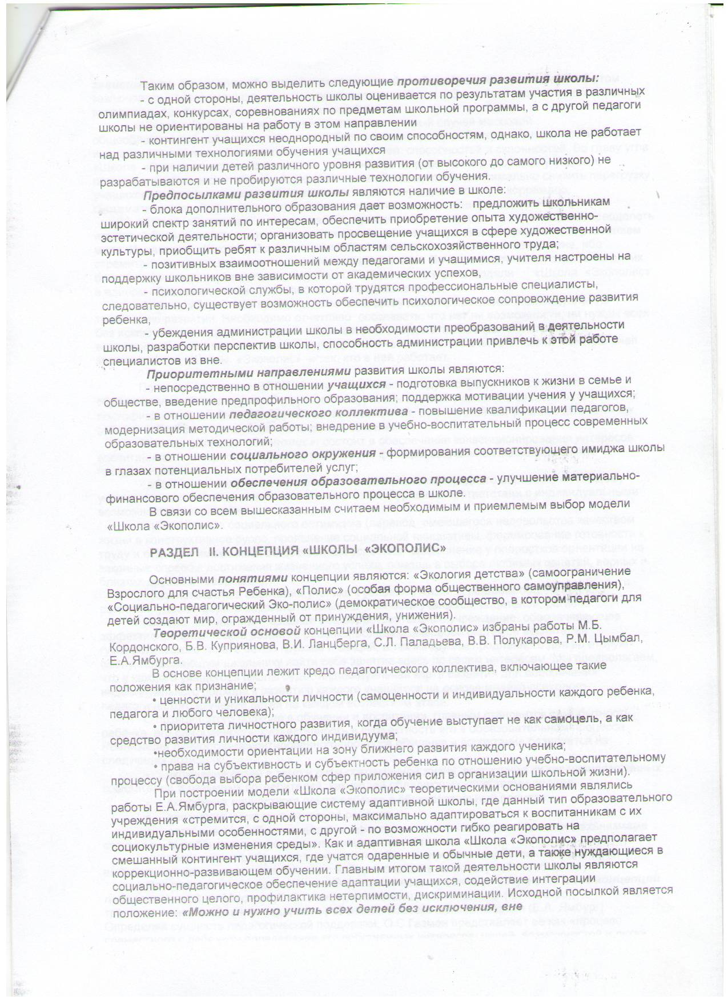 Таким образом, можно выделить следующие противоречия развития школы:
- с одной стороны, деятельность школы оценивается по результатам участия в различных
олимпиадах, конкурсах, соревнованиях по предметам школьной программы, а с другой педагоги
школы не ориентированы на работу в этом направлении
- контингент учащихся неоднородный по своим способностям, однако, школа не работает
над различными технологиями обучения учащихся
- при наличии детей различного уровня развития (от высокого до самого низкого) не
разрабатываются и не пробируются различные технологии обучения.
Предпосылками развития школы являются наличие в школе:
- блока дополнительного образования дает возможность: предложить школьникам
широкий спектр занятий по интересам, обеспечить приобретение опыта художественно-
эстетической деятельности; организовать просвещение учащихся в сфере художественной
культуры, приобщить ребят к различным областям сельскохозяйственного труда;
- позитивных взаимоотношений между педагогами и учащимися, учителя настроены на
поддержку школьников вне зависимости от академических успехов,
- психологической службы, в которой трудятся профессиональные специалисты,
следовательно, существует возможность обеспечить психологическое сопровождение развития
ребенка,
- убеждения администрации школы в необходимости преобразований в деятельности
школы, разработки перспектив школы, способность администрации привлечь к этой работе
специалистов из вне.
Приоритетными направлениями развития школы являются:
- непосредственно в отношении учащихся - подготовка выпускников к жизни в семье и
обществе, введение предпрофильного образования; поддержка мотивации учения у учащихся;
- в отношении педагогического коллектива - повышение квалификации педагогов,
модернизация методической работы; внедрение в учебно-воспитательный процесс современных
образовательных технологий;
- в отношении социального окружения - формирования соответствующего имиджа школы
в глазах потенциальных потребителей услуг;
- в отношении обеспечения образовательного процесса - улучшение материально-
финансового обеспечения образовательного процесса в школе.
В связи со всем вышесказанным считаем необходимым и приемлемым выбор модели
«Школа «Экополис».
РАЗДЕЛ II. КОНЦЕПЦИЯ «ШКОЛЫ «ЭКОПОЛИС»
Основными понятиями концепции являются: «Экология детства» (самоограничение
Взрослого для счастья Ребенка), «Полис» (особая форма общественного самоуправления),
«Социально-педагогический Эко-полис» (демократическое сообщество, в котором педагоги для
детей создают мир, огражденный от принуждения, унижения).
Теоретической основой концепции «Школа «Экополис» избраны работы М.Б.
Кордонского, Б.В. Куприянова, В.И. Ланцберга, С.Л. Паладьева, В.В. Полукарова, Р.М. Цымбал,
Е.А.Ямбурга.
В основе концепции лежит кредо педагогического коллектива, включающее такие
положения как признание;
• ценности и уникальности личности (самоценности и индивидуальности каждого ребенка,
педагога и любого человека);
• приоритета личностного развития, когда обучение выступает не как самоцель, а как
средство развития личности каждого индивидуума;
•необходимости ориентации на зону ближнего развития каждого ученика;
• права на субъективность и субъектность ребенка по отношению учебно-воспитательному
процессу (свобода выбора ребенком сфер приложения сил в организации школьной жизни).
При построении модели «Школа «Экополис» теоретическими основаниями являлись
работы Е.А.Ямбурга, раскрывающие систему адаптивной школы, где данный тип образовательного
учреждения «стремится, с одной стороны, максимально адаптироваться к воспитанникам с их
индивидуальными особенностями, с другой - по возможности гибко реагировать на
социокультурные изменения среды». Как и адаптивная школа «Школа «Экополис» предполагает
смешанный контингент учащихся, где учатся одаренные и обычные дети, а также нуждающиеся в
коррекционно-развивающем обучении. Главным итогом такой деятельности школы являются
социально-педагогическое обеспечение адаптации учащихся, содействие интеграции
общественного целого, профилактика нетерпимости, дискриминации. Исходной посылкой является
положение: «Можно и нужно учить всех детей без исключения, вне